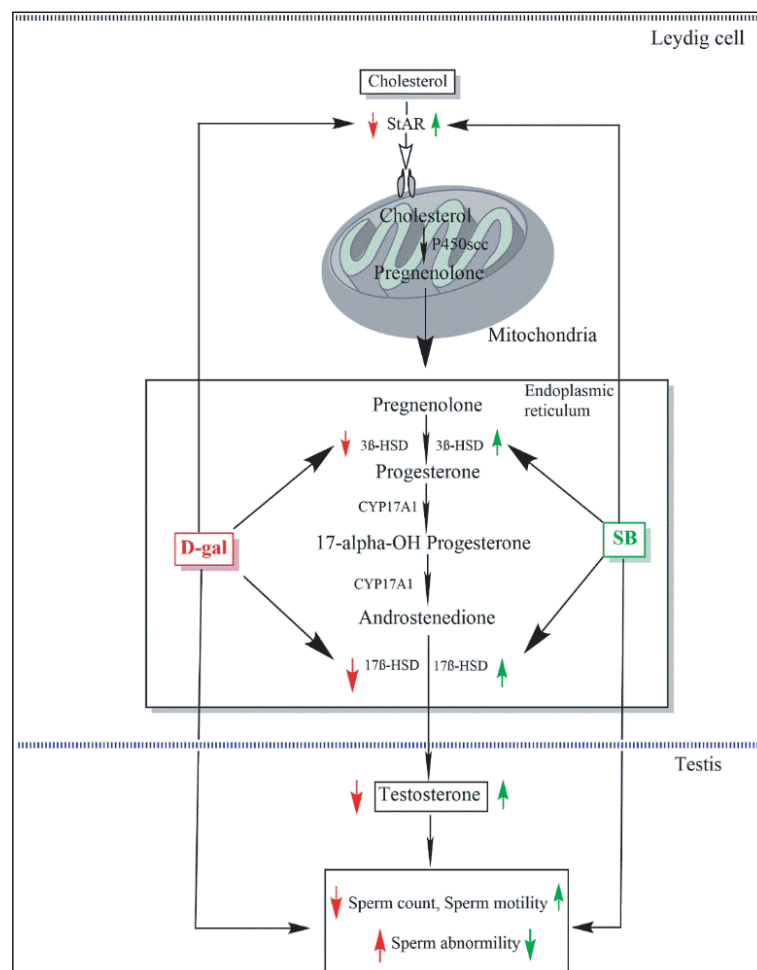 Leydig cell
Cholesterol
StAR
Cholesterol
P450scc
Pregnenolone
Mitochondria
Endoplasmic
reticulum
Pregnenolone
3ß-HSD 3ß-HSD
Progesterone
CYP17A1
D-gal
17-alpha-OH Progesterone
SB
CYP17A1
Androstenedione
17ß-HSD 17ß-HSD
Testis
Testosterone
Sperm count, Sperm motility
Sperm abnormility